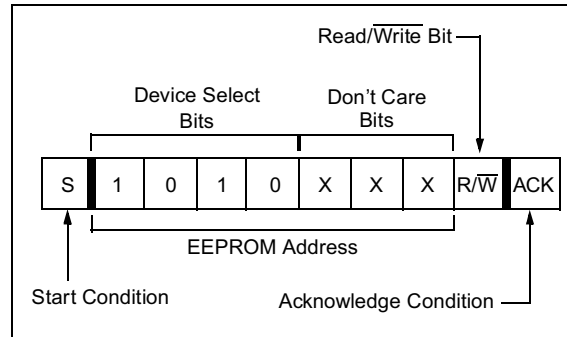 Read/Write Bit
Device Select
Bits
Don't Care
Bits
S 1 0 1 0 X X X R/W ACK
EEPROM Address
Start Condition
Acknowledge Condition